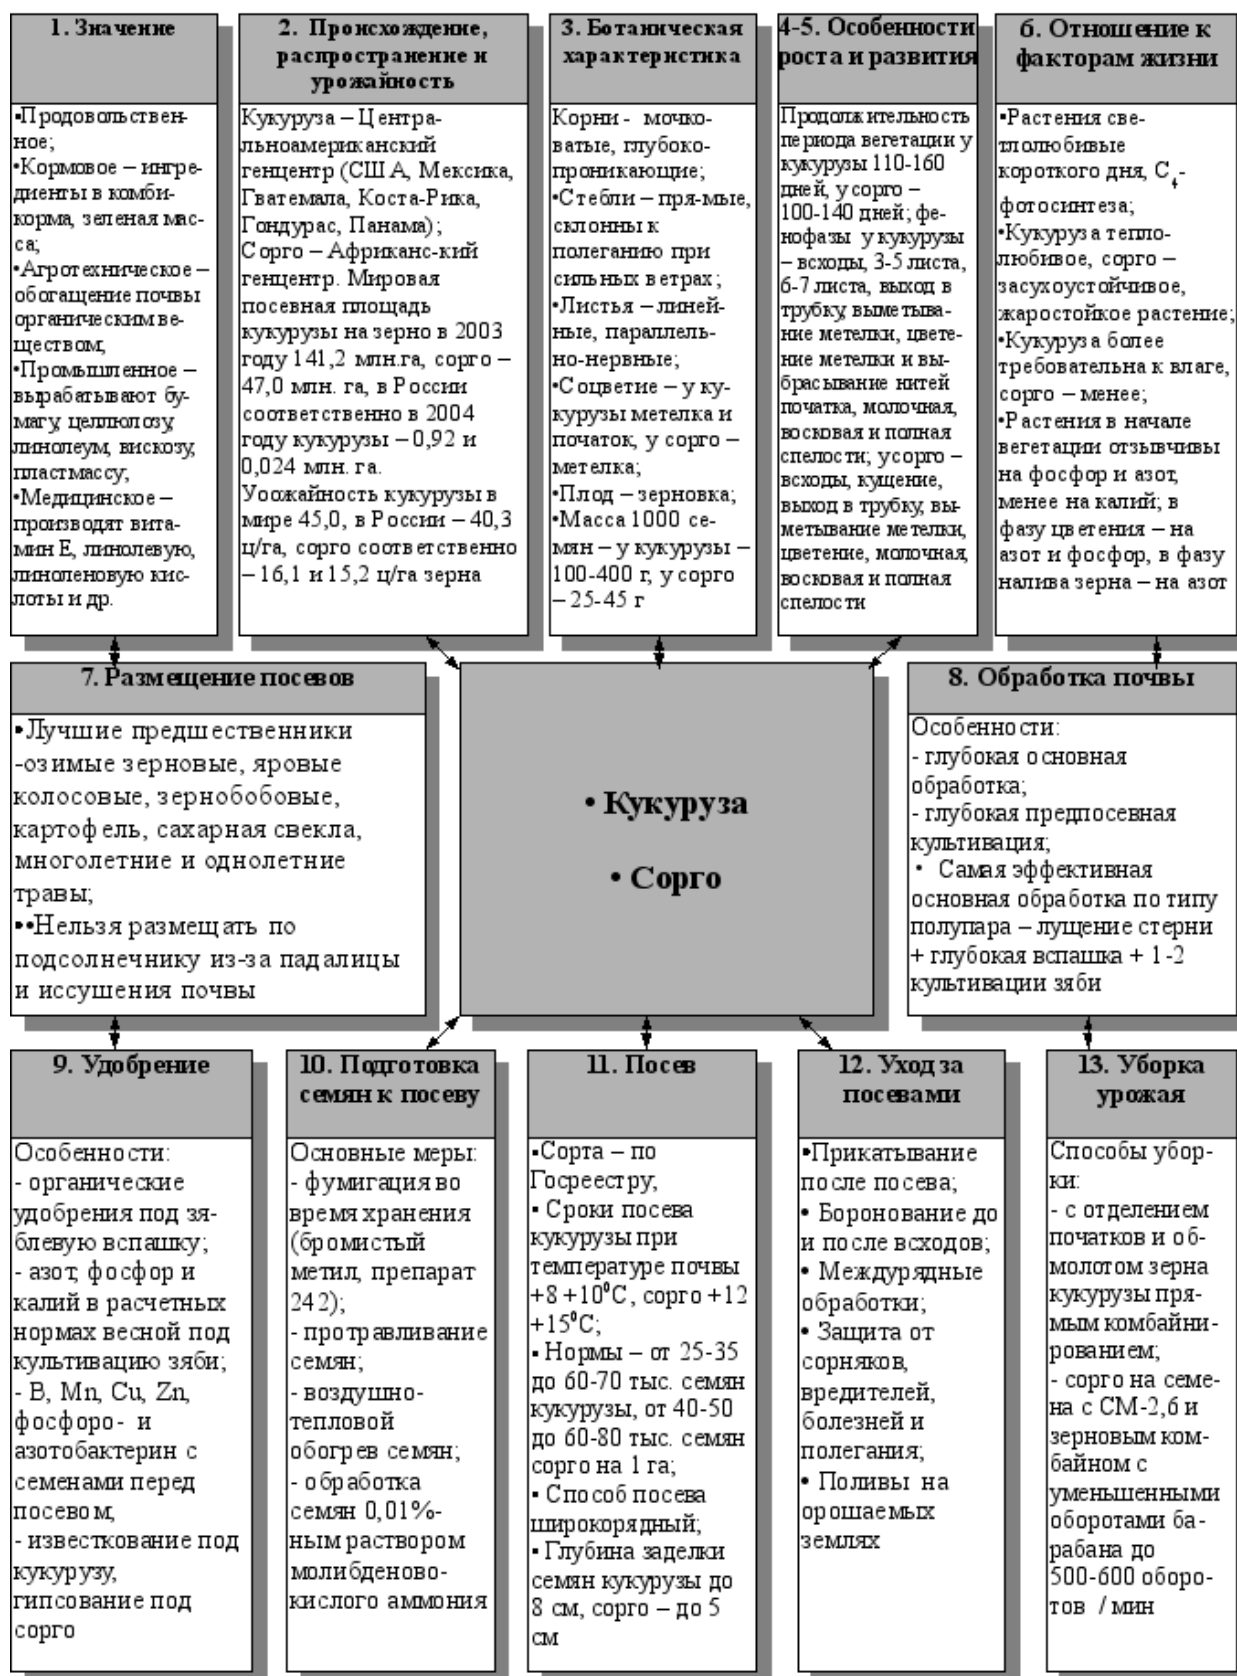 1. Значение
•Продовольствен-
ное;
•Кормовое – ингре-
диенты в комби-
корма, зеленая мас-
са;
•Агротехническое –
обогащение почвы
органическим ве-
ществом;
•Промышленное –
вырабатывают бу-
магу, целлюлозу,
линолеум, вискозу,
пластмассу;
•Медицинское –
производят вита-
мин Е, линолевую,
линоленовую кис-
лоты и др.
2. Происхождение,
распространение и
урожайность
Кукуруза – Центра-
льноамериканский
генцентр (США, Мексика,
Гватемала, Коста-Рика,
Гондурас, Панама);
Сорго – Африканс-кий
генцентр. Мировая
посевная площадь
кукурузы на зерно в 2003
году 141,2 млн.га, сорго –
47,0 млн. га, в России
соответственно в 2004
году кукурузы – 0,92 и
0,024 млн. га.
Уоожайность кукурузы в
мире 45,0, в России – 40,3
ц/га, сорго соответственно
– 16,1 и 15,2 ц/га зерна
3. Ботаническая
характеристика
Корни - мочко-
ватые, глубоко-
проникающие;
•Стебли – пря-мые,
склонны к
полеганию при
сильных ветрах;
•Листья – линей-
ные, параллель-
но-нервные;
•Соцветие – у ку-
курузы метелка и
початок, у сорго –
метелка;
•Плод – зерновка;
•Масса 1000 се-
мян – у кукурузы –
100-400 г, у сорго
– 25-45 г
4-5. Особенности
роста и развития
Продолжительность
периода вегетации у
кукурузы 110-160
дней, у сорго –
100-140 дней; фе-
нофазы у кукурузы
– всходы, 3-5 листа,
6-7 листа, выход в
трубку, выметыва-
ние метелки, цвете-
ние метелки и вы-
брасывание нитей
початка, молочная,
восковая и полная
спелости; у сорго –
всходы, кущение,
выход в трубку, вы-
метывание метелки,
цветение, молочная,
восковая и полная
спелости
6. Отношение к
факторам жизни
•Растения све-
тлолюбивые
короткого дня, С4-
фотосинтеза;
•Кукуруза тепло-
любивое, сорго –
засухоустойчивое,
жаростойкое растение;
•Кукуруза более
требовательна к влаге,
сорго – менее;
•Растения в начале
вегетации отзывчивы
на фосфор и азот,
менее на калий; в
фазу цветения – на
азот и фосфор, в фазу
налива зерна – на азот
7. Размещение посевов
•Лучшие предшественники
-озимые зерновые, яровые
колосовые, зернобобовые,
картофель, сахарная свекла,
многолетние и однолетние
травы;
••Нельзя размещать по
подсолнечнику из-за падалицы
и иссушения почвы
• Кукуруза
• Сорго
8. Обработка почвы
Особенности:
- глубокая основная
обработка;
- глубокая предпосевная
культивация;
• Самая эффективная
основная обработка по типу
полупара – лущение стерни
+ глубокая вспашка + 1-2
культивации зяби
9. Удобрение
Особенности:
- органические
удобрения под зя-
блевую вспашку;
- азот, фосфор и
калий в расчетных
нормах весной под
культивацию зяби;
- B, Mn, Cu, Zn,
фосфоро- и
азотобактерин с
семенами перед
посевом;
- известкование под
кукурузу,
гипсование под
сорго
10. Подготовка
семян к посеву
Основные меры:
- фумигация во
время хранения
(бромистый
метил, препарат
242);
- протравливание
семян;
- воздушно-
тепловой
обогрев семян;
- обработка
семян 0,01%-
ным раствором
молибденово-
кислого аммония
11. Посев
•Сорта – по
Госреестру;
• Сроки посева
кукурузы при
температуре почвы
+8 +10⁰С, сорго +12
+15⁰С;
• Нормы – от 25-35
до 60-70 тыс. семян
кукурузы, от 40-50
до 60-80 тыс. семян
сорго на 1 га;
• Способ посева
широкорядный;
• Глубина заделки
семян кукурузы до
8 см, сорго – до 5
см
12. Уход за
посевами
•Прикатывание
после посева;
• Боронование до
и после всходов;
• Междурядные
обработки;
• Защита от
сорняков,
вредителей,
болезней и
полегания;
• Поливы на
орошаемых
землях
13. Уборка
урожая
Способы убор-
ки:
- с отделением
початков и об-
молотом зерна
кукурузы пря-
мым комбайни-
рованием;
- сорго на семе-
на с СМ-2,6 и
зерновым ком-
байном с
уменьшенными
оборотами ба-
рабана до
500-600 оборо-
тов / мин